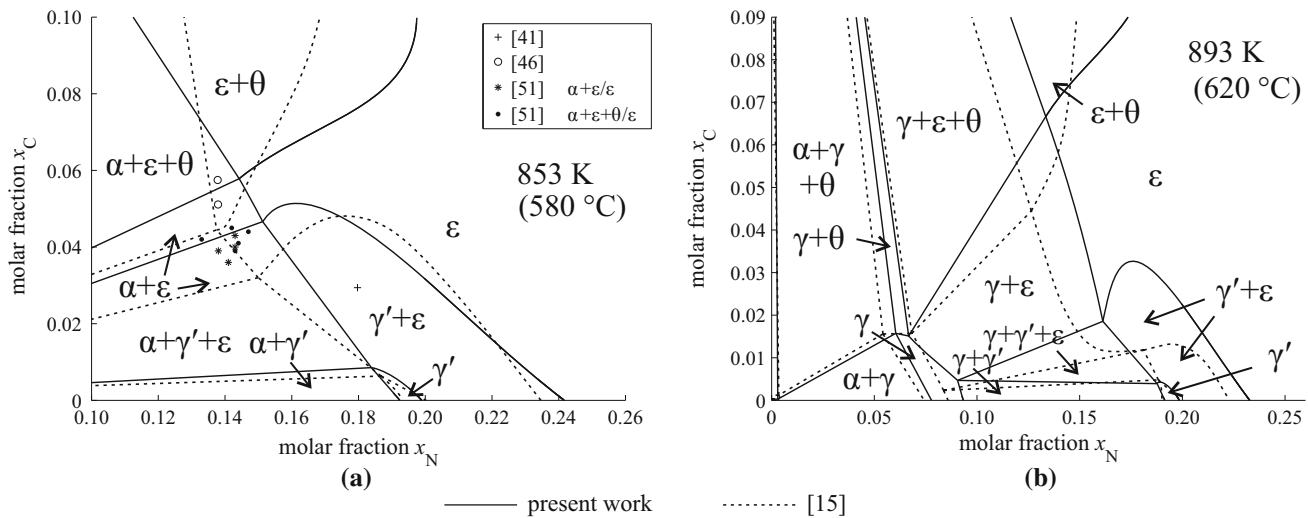 0.10
0.08
0.06
0.04
0.02
0
0.10
0.12
0.14
0.16
0.18
0.20
0.22
0.24
0.26
molar fraction x_C
molar fraction x_N
+ [41]
○ [46]
* [51] α+ε/ε
• [51] α+ε+θ/ε
853 K
(580 °C)
ε+θ
α+ε+θ
α+ε
ε
α+γ′+ε
α+γ′
γ′+ε
γ′
(a)
0.09
0.08
0.07
0.06
0.05
0.04
0.03
0.02
0.01
0
0
0.05
0.10
0.15
0.20
0.25
molar fraction x_C
molar fraction x_N
893 K
(620 °C)
γ+ε+θ
ε+θ
α+γ
+θ
ε
γ+θ
γ+ε
γ′+ε
γ
γ+γ′+ε
γ+γ′
γ′
α+γ
(b)
present work
[15]